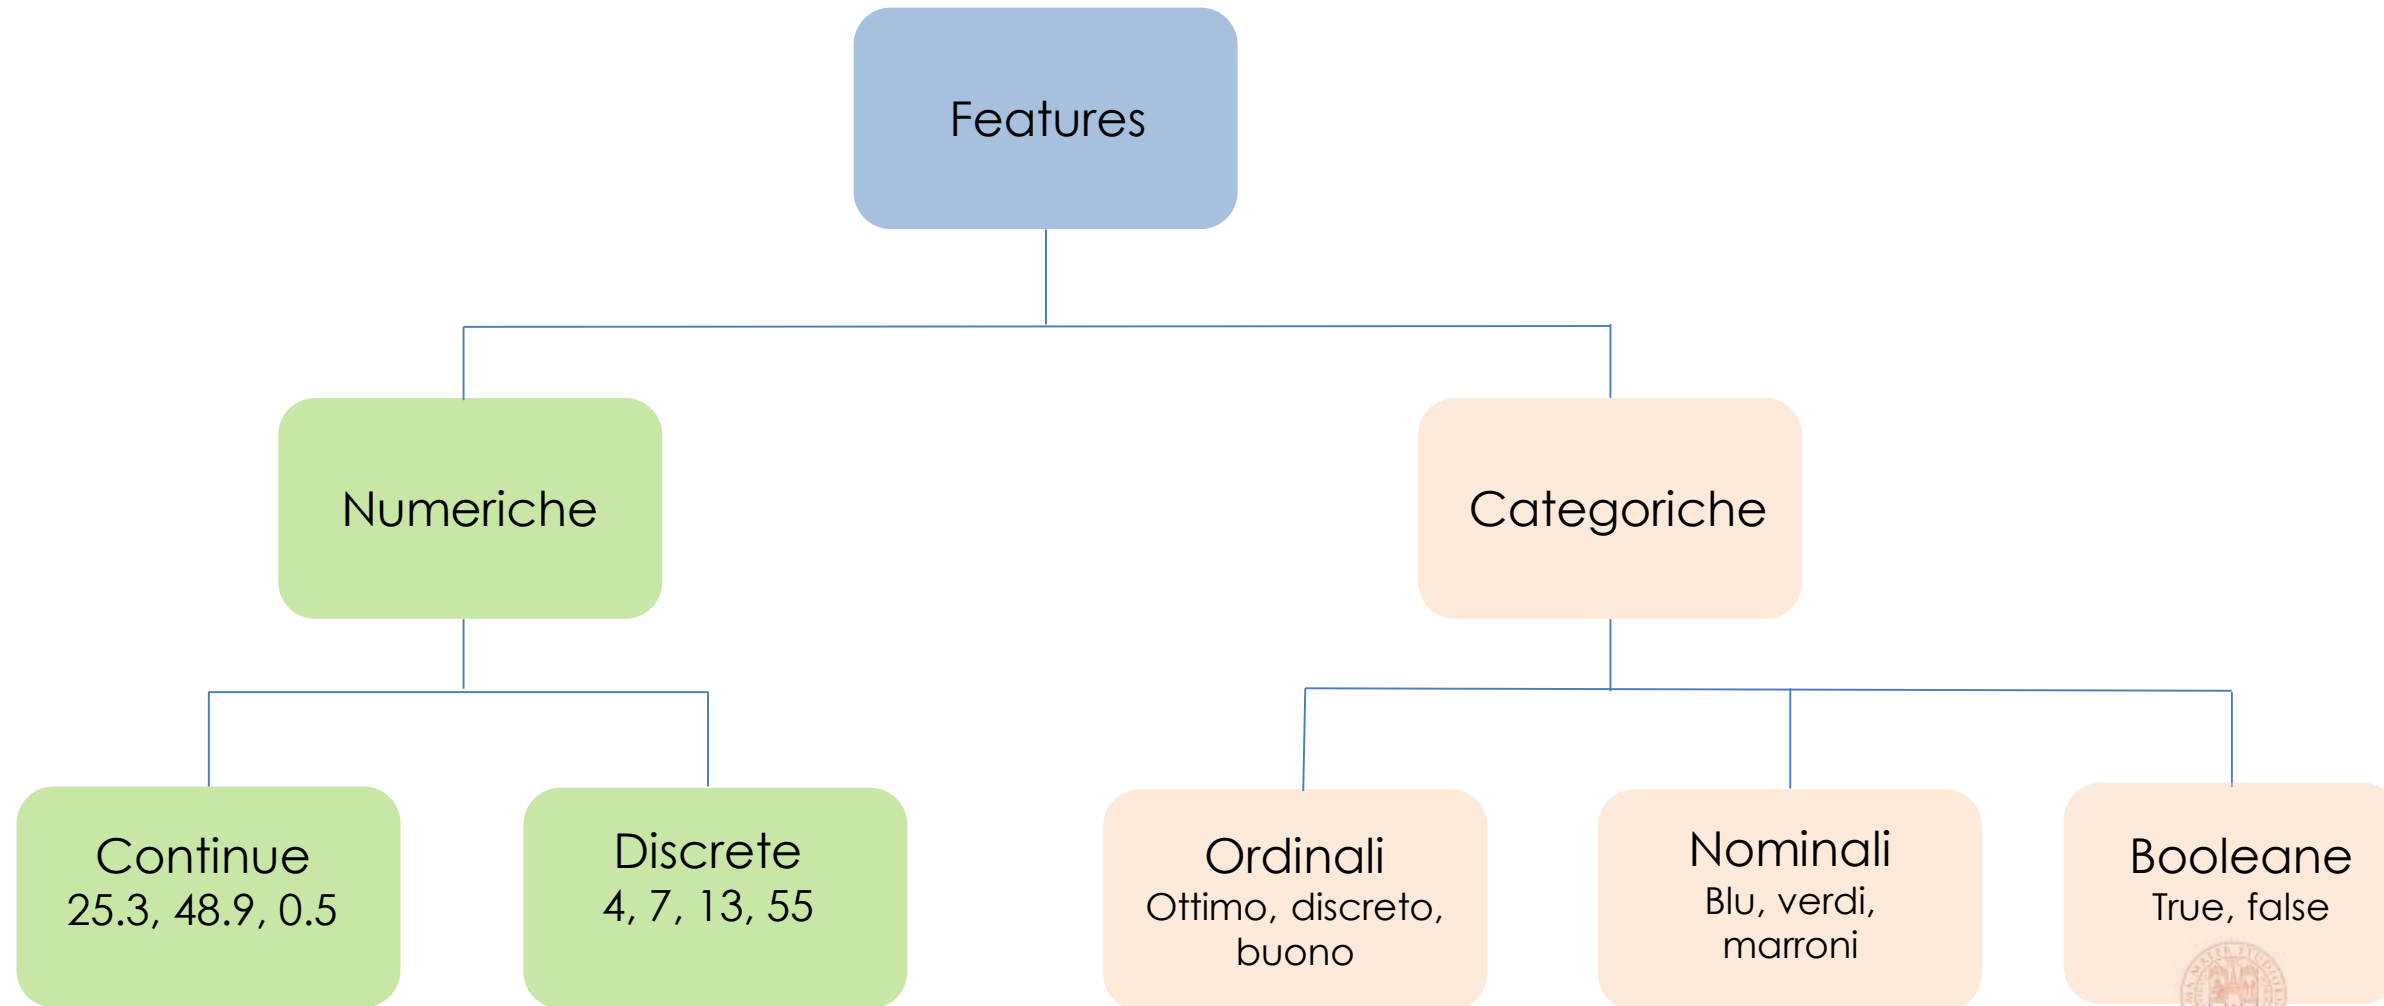 Features
Numeriche
Categoriche
Continue
25.3, 48.9, 0.5
Discrete
4, 7, 13, 55
Ordinali
Ottimo, discreto,
buono
Nominali
Blu, verdi,
marroni
Booleane
True, false